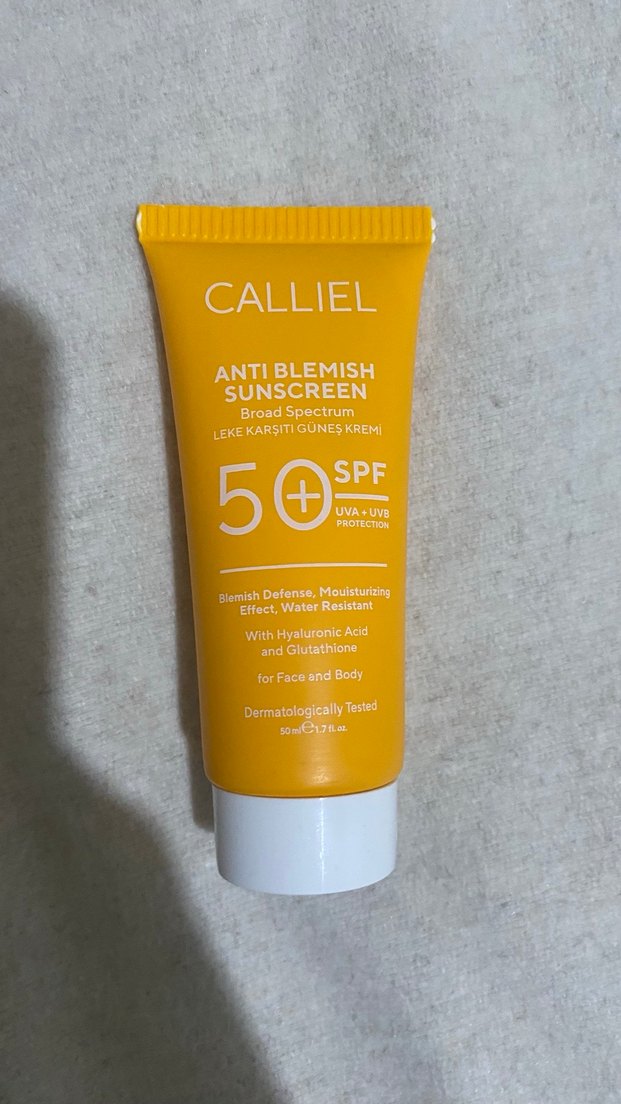 CALLIEL
ANTI BLEMISH
SUNSCREEN
Broad Spectrum
LEKE KARŞITI GÜNEŞ KREMİ
50+ SPF
UVA + UVB
PROTECTION
Blemish Defense, Mouisturizing
Effect, Water Resistant
With Hyaluronic Acid
and Glutathione
for Face and Body
Dermatologically Tested
50 ml ℮ 1.7 fl. oz.